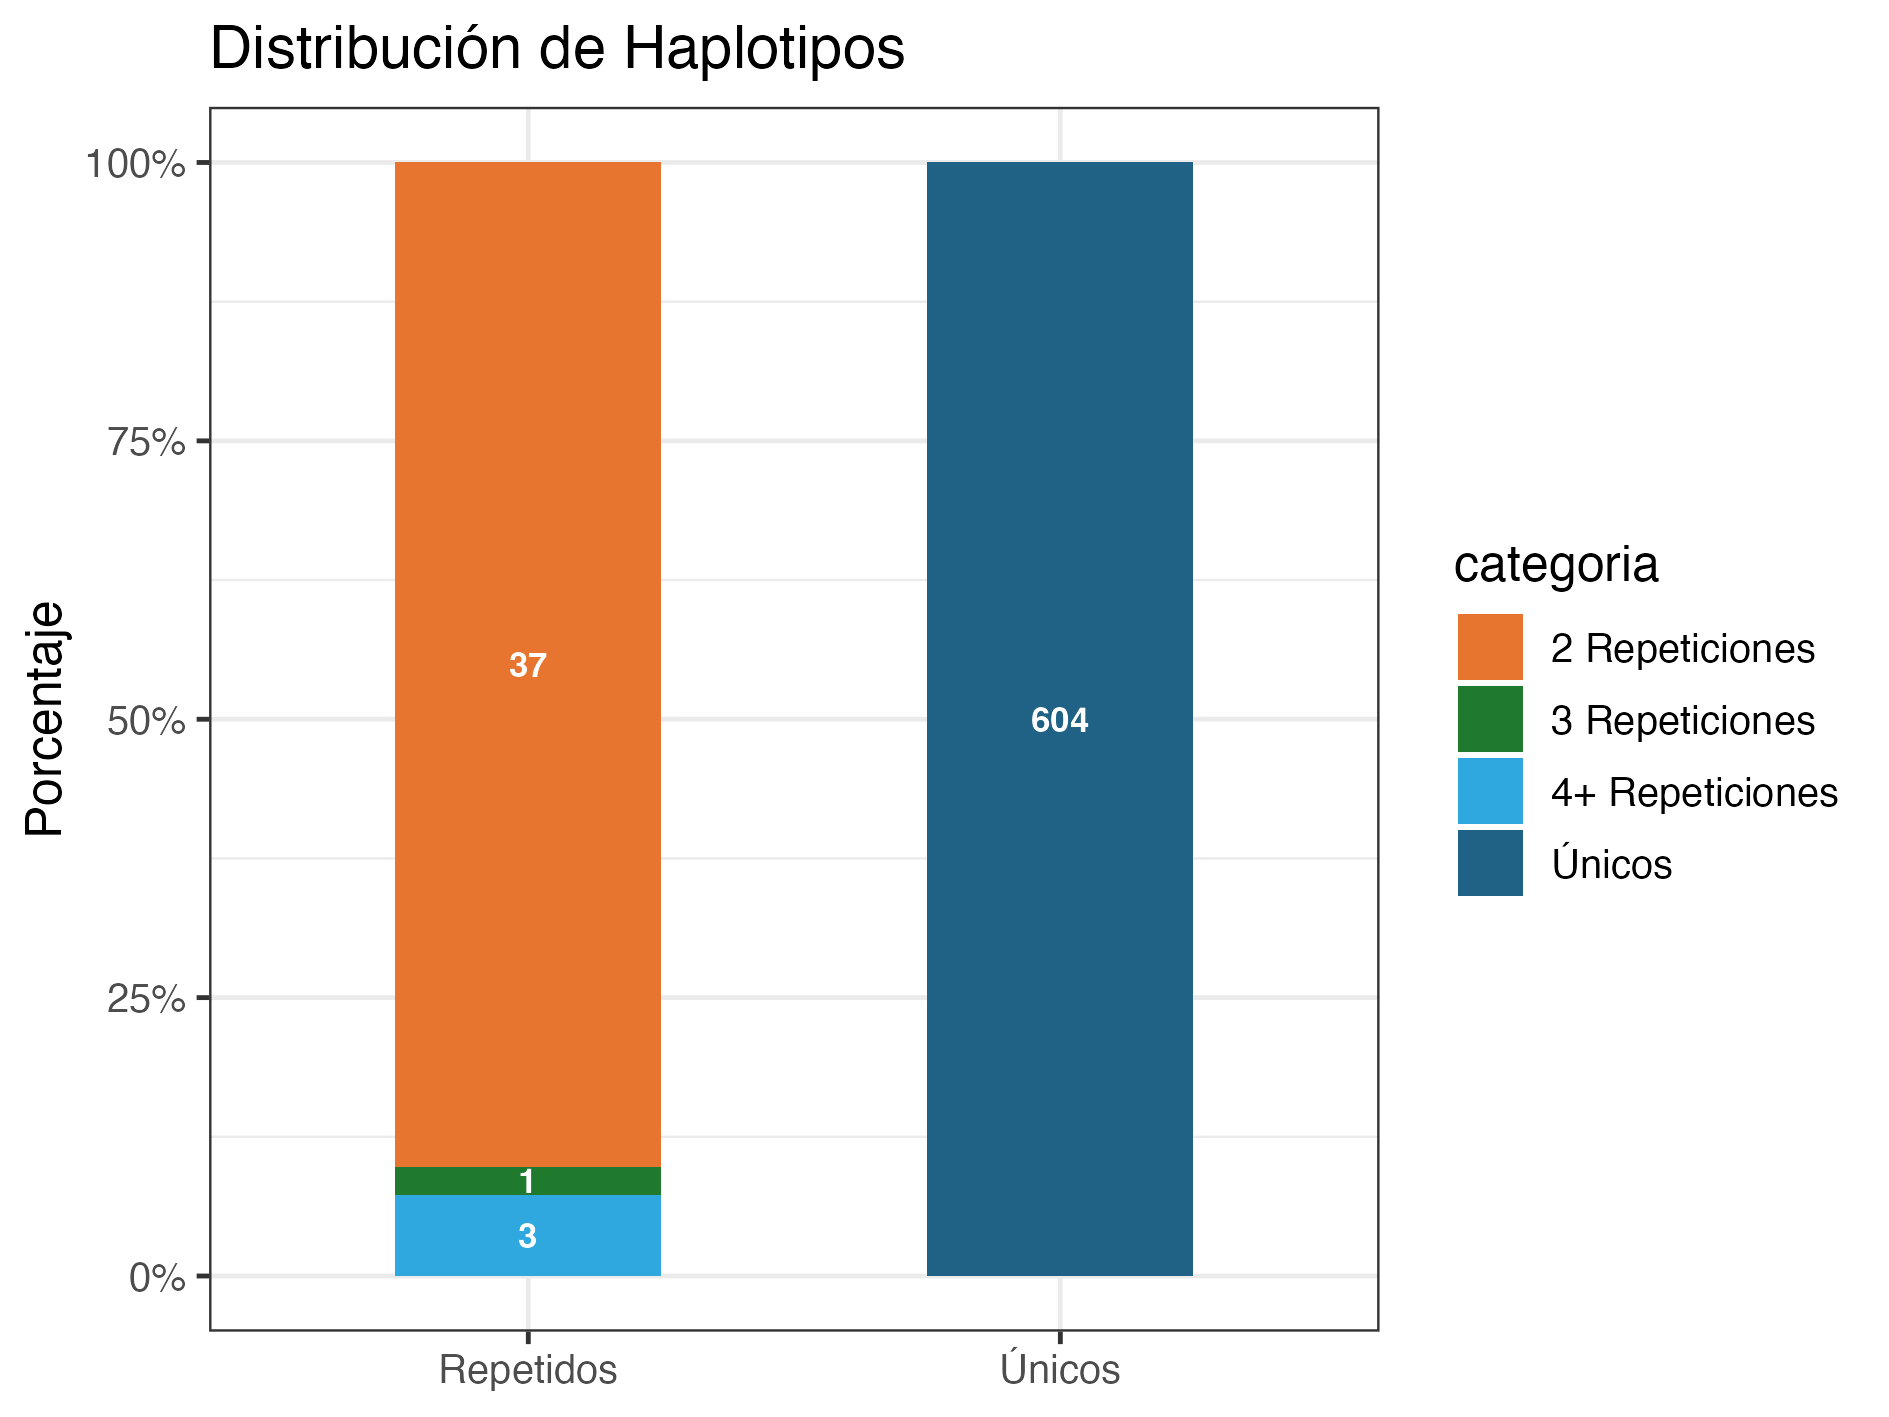 Distribución de Haplotipos
Porcentaje
100%
75%
50%
25%
0%
37
1
3
604
Repetidos
Únicos
categoria
2 Repeticiones
3 Repeticiones
4+ Repeticiones
Únicos